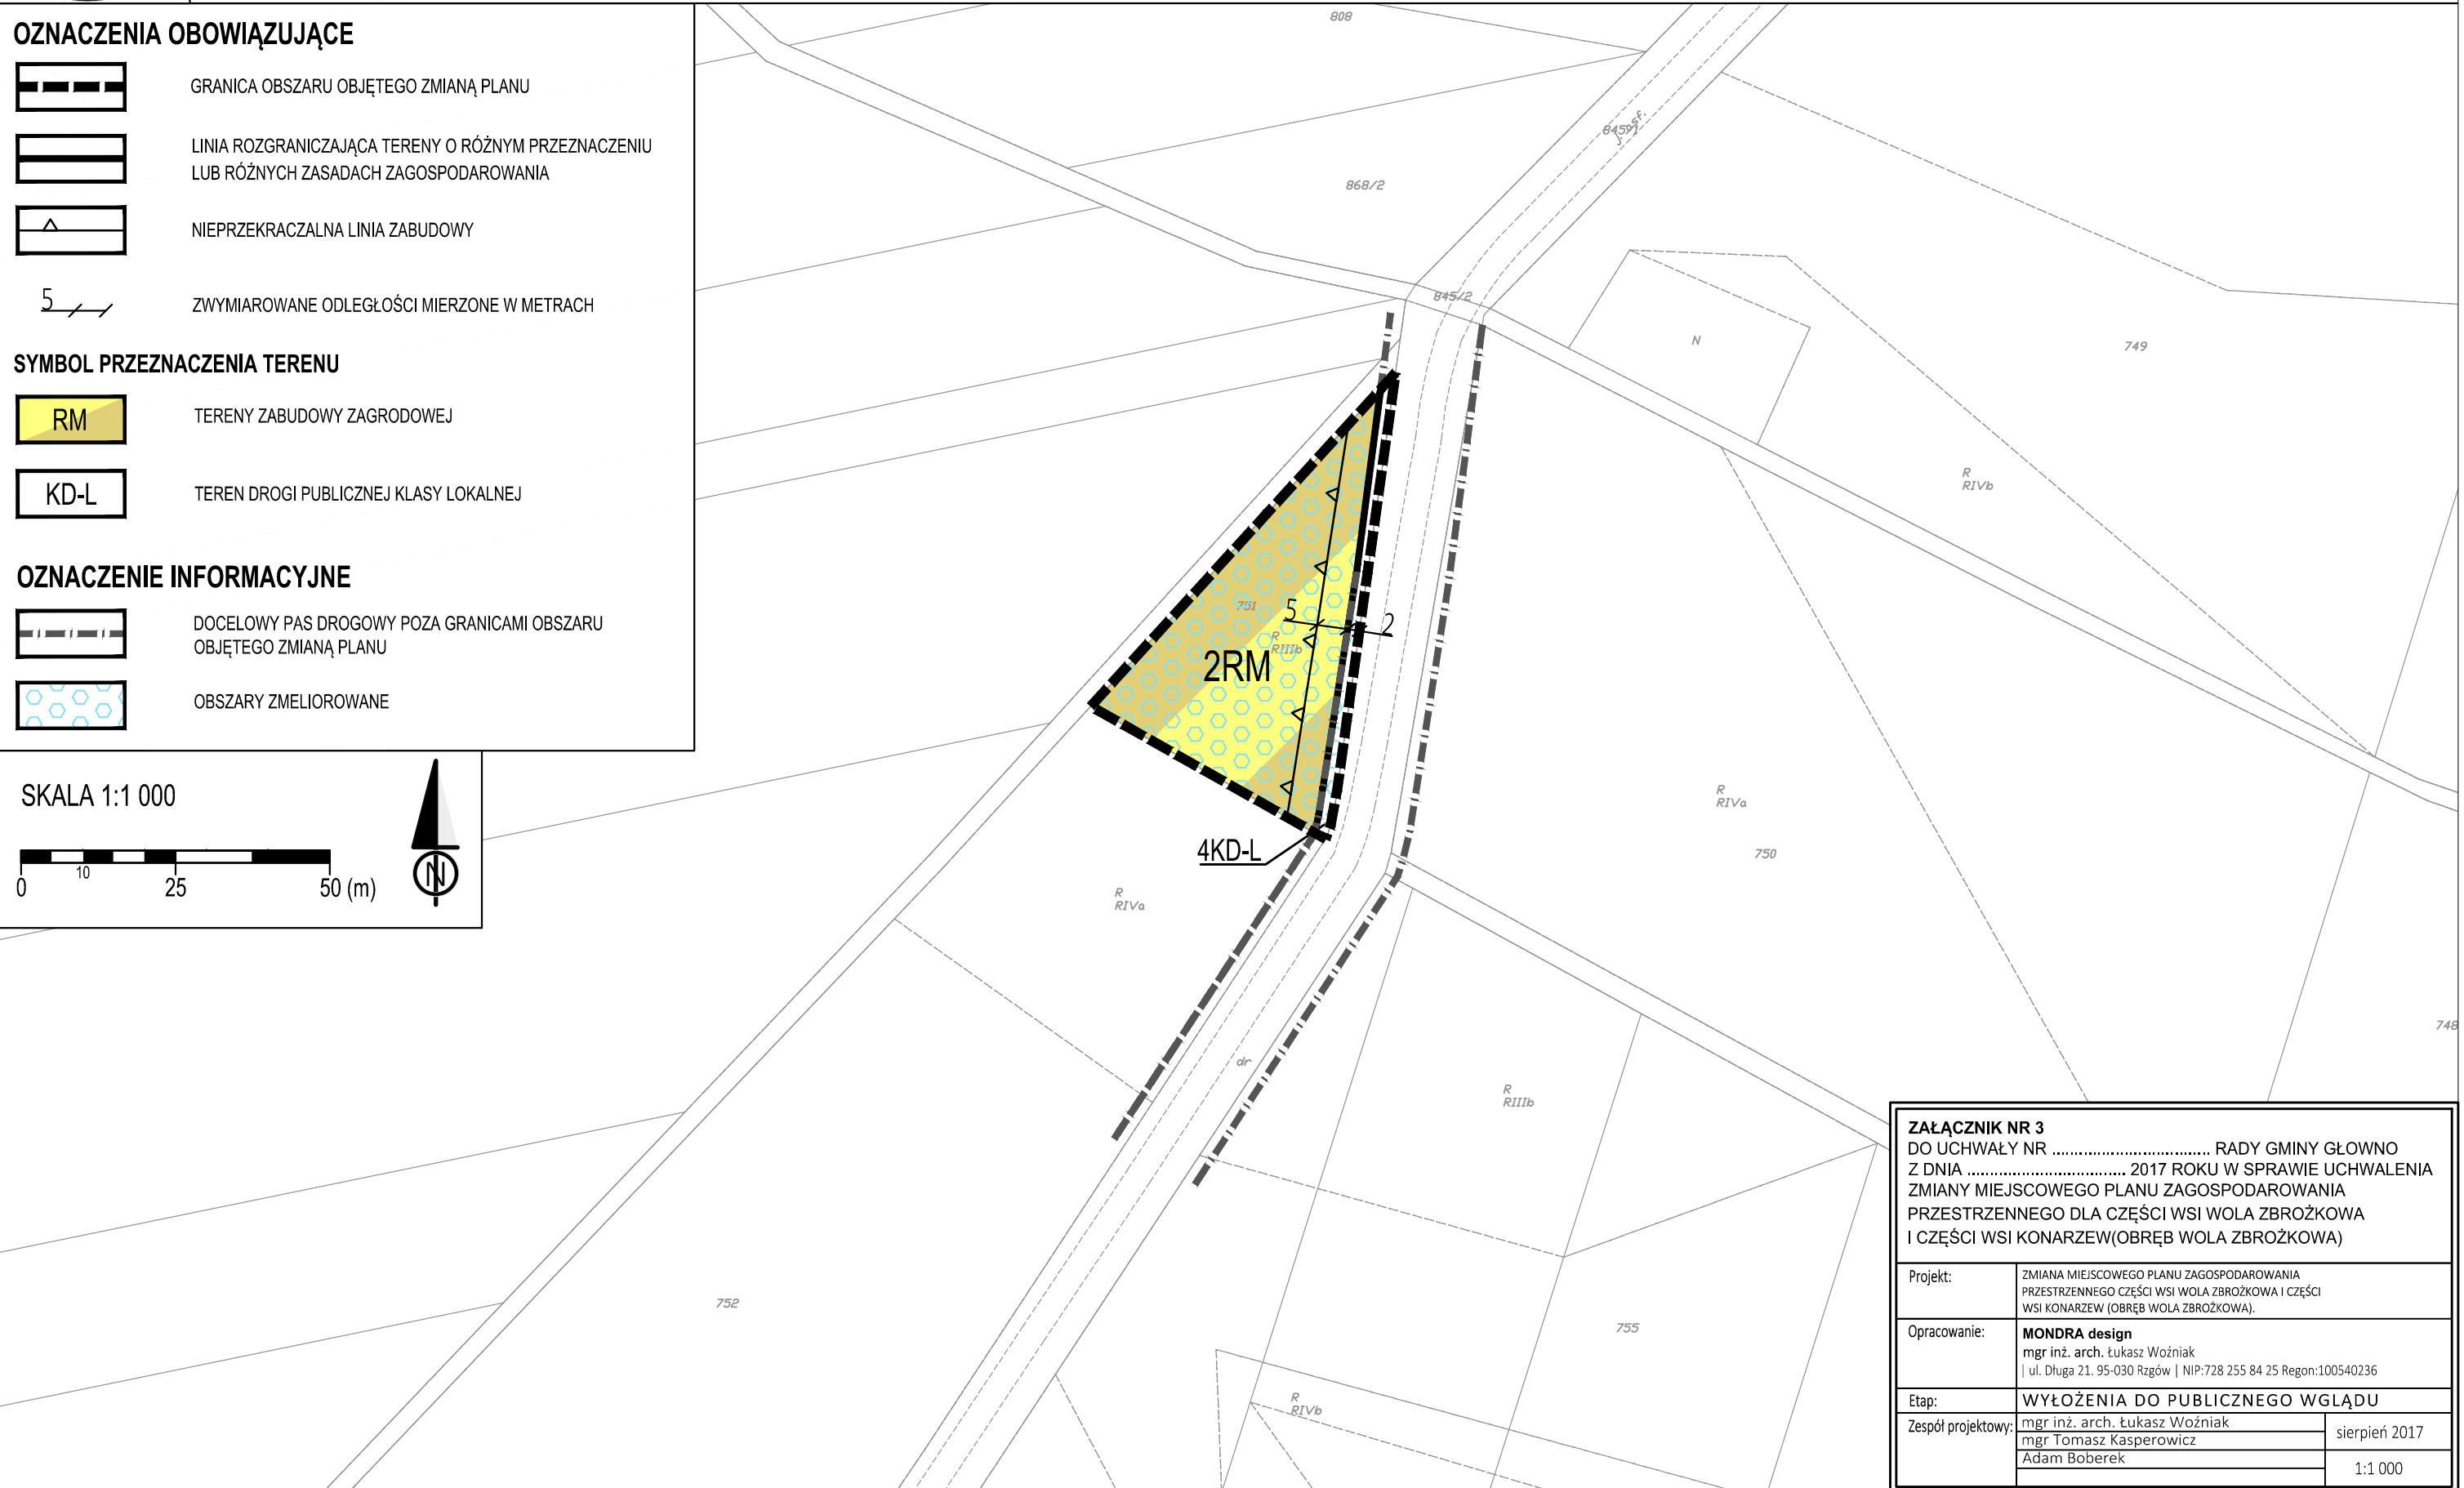 OZNACZENIA OBOWIĄZUJĄCE
GRANICA OBSZARU OBJĘTEGO ZMIANĄ PLANU
LINIA ROZGRANICZAJĄCA TERENY O RÓŻNYM PRZEZNACZENIU
LUB RÓŻNYCH ZASADACH ZAGOSPODAROWANIA
NIEPRZEKRACZALNA LINIA ZABUDOWY
5
ZWYMIAROWANE ODLEGŁOŚCI MIERZONE W METRACH
SYMBOL PRZEZNACZENIA TERENU
RM
TERENY ZABUDOWY ZAGRODOWEJ
KD-L
TEREN DROGI PUBLICZNEJ KLASY LOKALNEJ
OZNACZENIE INFORMACYJNE
DOCELOWY PAS DROGOWY POZA GRANICAMI OBSZARU
OBJĘTEGO ZMIANĄ PLANU
OBSZARY ZMELIOROWANE
SKALA 1:1 000
0
10
25
50 (m)
N
808
845/1
868/2
845/2
N
749
R
RIVb
751
5
2
R
RIIIb
2RM
4KD-L
R
RIVa
750
R
RIVa
748
dr
R
RIIIb
752
755
R
RIVb
ZAŁĄCZNIK NR 3
DO UCHWAŁY NR ................................ RADY GMINY GŁOWNO
Z DNIA ................................ 2017 ROKU W SPRAWIE UCHWALENIA
ZMIANY MIEJSCOWEGO PLANU ZAGOSPODAROWANIA
PRZESTRZENNEGO DLA CZĘŚCI WSI WOLA ZBROŻKOWA
I CZĘŚCI WSI KONARZEW(OBRĘB WOLA ZBROŻKOWA)
Projekt:
ZMIANA MIEJSCOWEGO PLANU ZAGOSPODAROWANIA
PRZESTRZENNEGO CZĘŚCI WSI WOLA ZBROŻKOWA I CZĘŚCI
WSI KONARZEW (OBRĘB WOLA ZBROŻKOWA).
Opracowanie:
MONDRA design
mgr inż. arch. Łukasz Woźniak
| ul. Długa 21. 95-030 Rzgów | NIP:728 255 84 25 Regon:100540236
Etap:
WYŁOŻENIA DO PUBLICZNEGO WGLĄDU
Zespół projektowy:
mgr inż. arch. Łukasz Woźniak
mgr Tomasz Kasperowicz
Adam Boberek
sierpień 2017
1:1 000